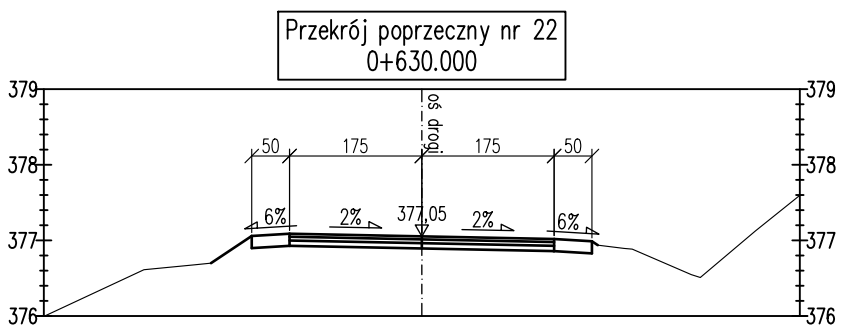 Przekrój poprzeczny nr 22
0+630.000
379 379
oś drogi
50 175 175 50
378 378
6% 2% 377,05 2% 6%
377 377
376 376